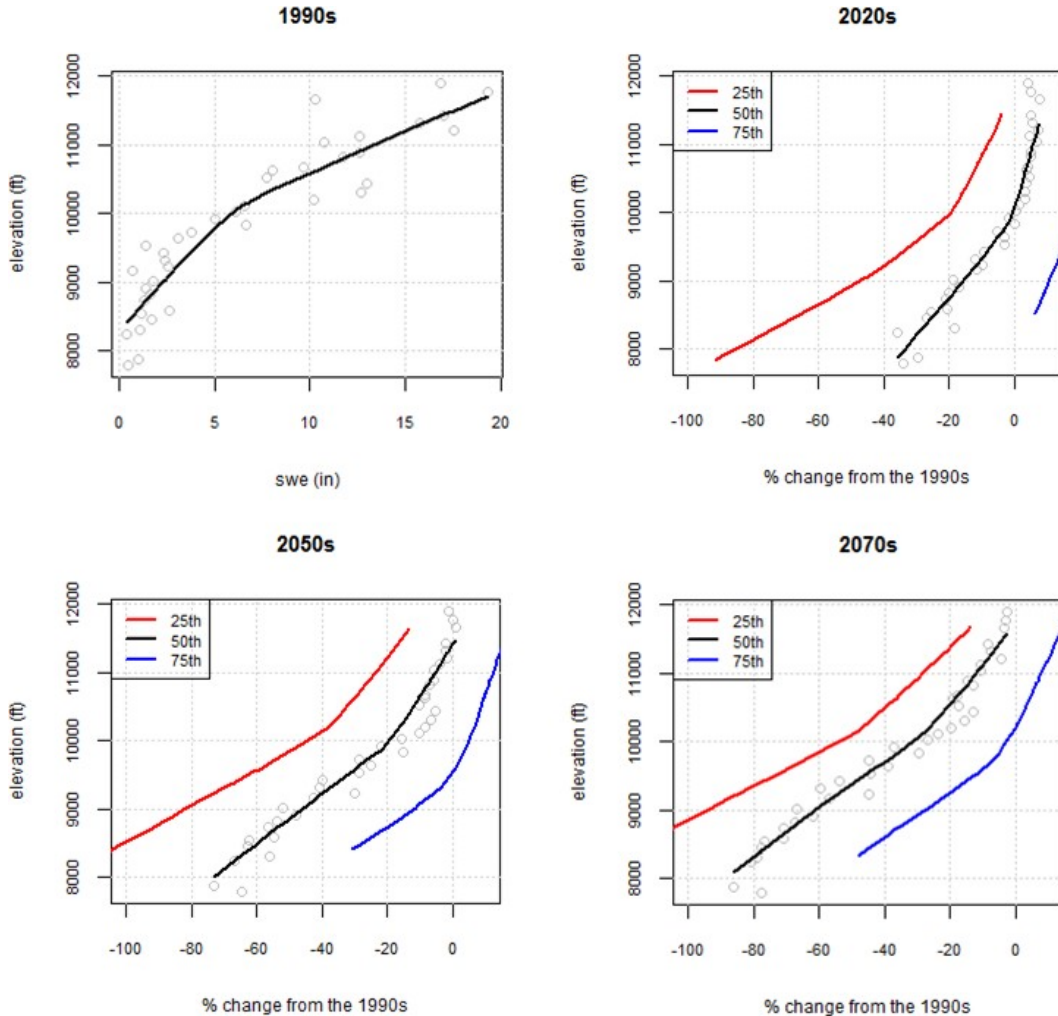 1990s
12000
11000
10000
9000
8000
elevation (ft)
0 5 10 15 20
swe (in)
2020s
25th
50th
75th
12000
11000
10000
9000
8000
elevation (ft)
-100 -80 -60 -40 -20 0
% change from the 1990s
2050s
25th
50th
75th
12000
11000
10000
9000
8000
elevation (ft)
-100 -80 -60 -40 -20 0
% change from the 1990s
2070s
25th
50th
75th
12000
11000
10000
9000
8000
elevation (ft)
-100 -80 -60 -40 -20 0
% change from the 1990s